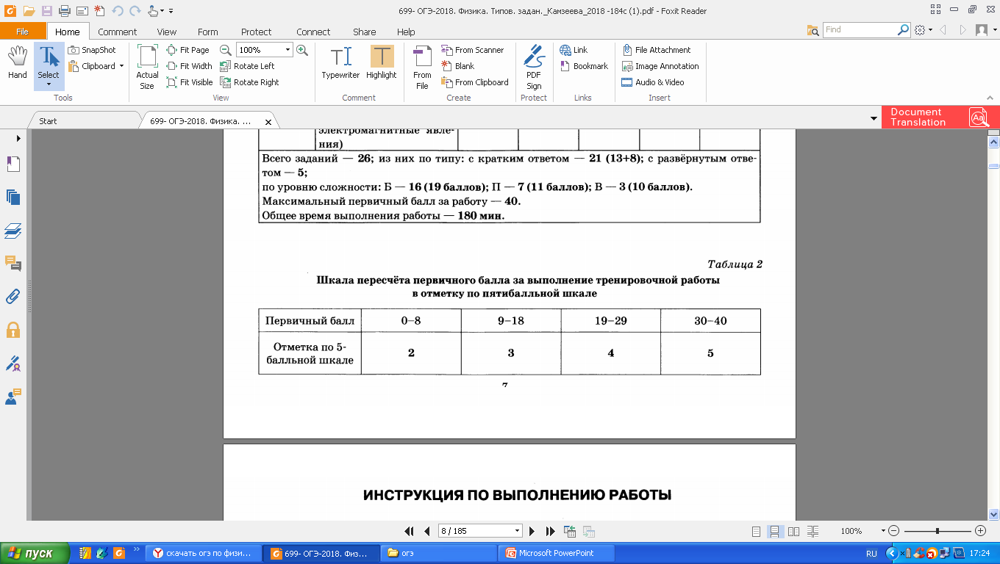 699- ОГЭ-2018. Физика. Типов. задан._Камзеева_2018 -184с (1).pdf - Foxit Reader
File Home Comment View Form Protect Connect Share Help Find
Hand
Select
SnapShot
Clipboard
Tools
Actual Size
Fit Page
Fit Width
Fit Visible
100%
Rotate Left
Rotate Right
View
Typewriter
Highlight
Comment
From File
From Scanner
Blank
From Clipboard
Create
PDF Sign
Protect
Link
Bookmark
Links
File Attachment
Image Annotation
Audio & Video
Insert
Start
699- ОГЭ-2018. Физика. ...
Document
Translation
электромагнитные явле-
ния)
Всего заданий — 26; из них по типу: с кратким ответом — 21 (13+8); с развёрнутым отве-
том — 5;
по уровню сложности: Б — 16 (19 баллов); П — 7 (11 баллов); В — 3 (10 баллов).
Максимальный первичный балл за работу — 40.
Общее время выполнения работы — 180 мин.
Таблица 2
Шкала пересчёта первичного балла за выполнение тренировочной работы
в отметку по пятибалльной шкале
Первичный балл 0–8 9–18 19–29 30–40
Отметка по 5-
балльной шкале 2 3 4 5
7
ИНСТРУКЦИЯ ПО ВЫПОЛНЕНИЮ РАБОТЫ
8 / 185
100%
пуск
скачать огэ по физи...
699- ОГЭ-2018. Физ...
огэ
Microsoft PowerPoint
RU
17:24